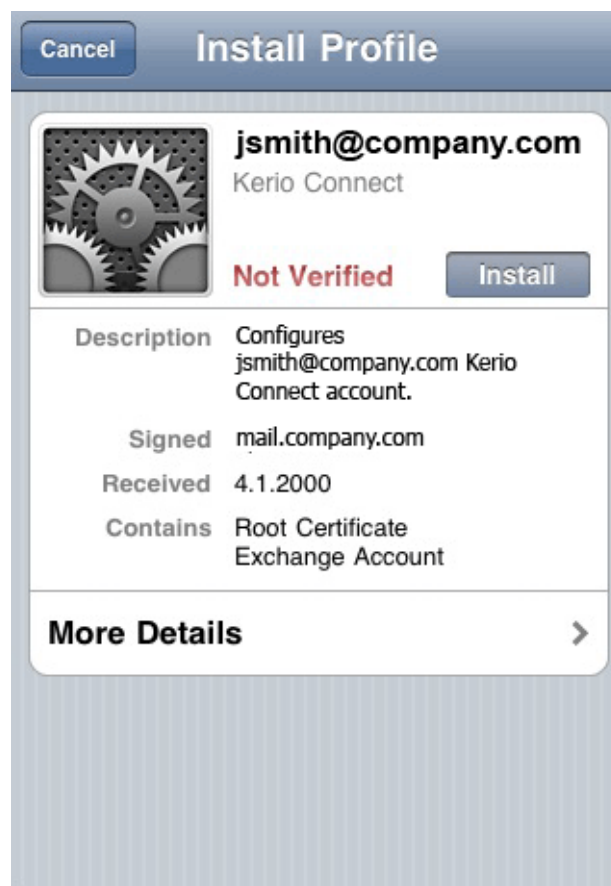 Cancel
Install Profile
jsmith@company.com
Kerio Connect
Not Verified
Install
Description
Configures
jsmith@company.com Kerio
Connect account.
Signed
mail.company.com
Received
4.1.2000
Contains
Root Certificate
Exchange Account
More Details